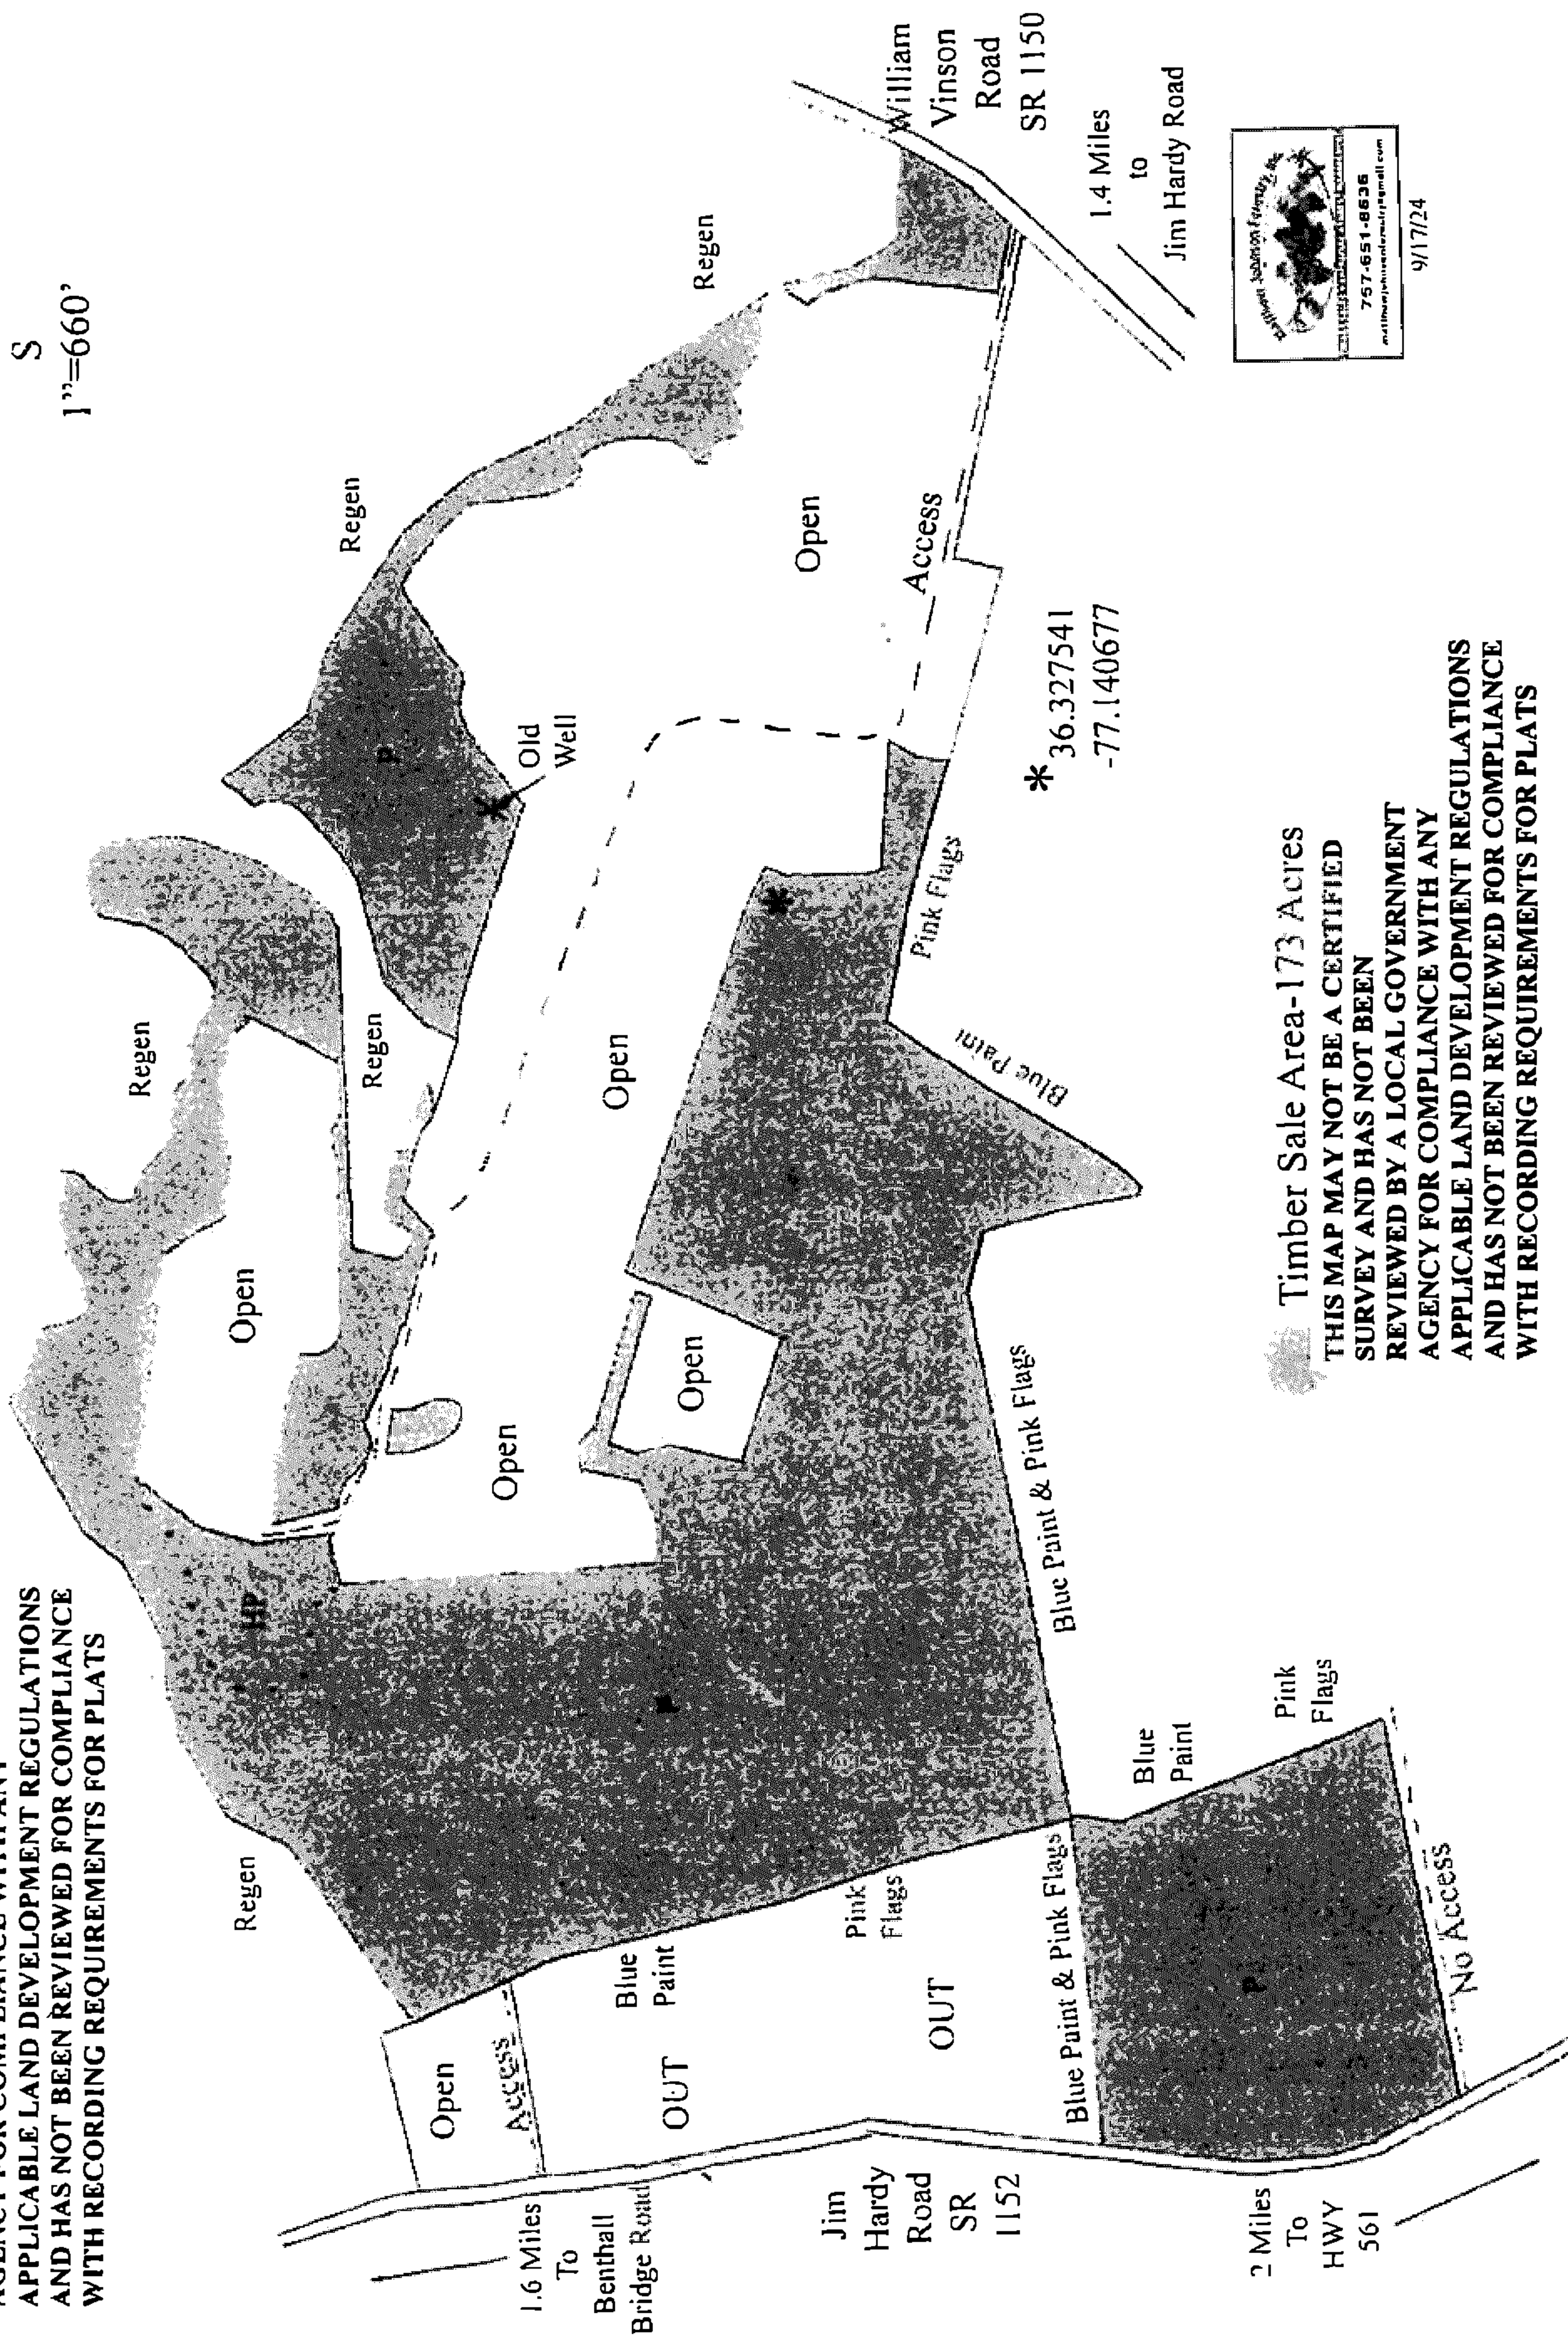 AGENCY FOR COMPLIANCE WITH ANY
APPLICABLE LAND DEVELOPMENT REGULATIONS
AND HAS NOT BEEN REVIEWED FOR COMPLIANCE
WITH RECORDING REQUIREMENTS FOR PLATS
S
1"=660'
Regen
Open
Regen
Regen
Regen
Regen
HP
Open
Access
OUT
Blue
Paint
P
Open
Open
Open
P
Old
Well
Open
Access
William
Vinson
Road
SR 1150
1.4 Miles
to
Jim Hardy Road
757-651-8636
9/17/24
1.6 Miles
To
Benthall
Bridge Road
Jim
Hardy
Road
SR
1152
OUT
Pink
Flags
Blue Paint & Pink Flags
Blue Paint & Pink Flags
Blue Paint
Pink Flags
* 36.327541
-77.140677
Blue
Paint
Pink
Flags
P
No Access
2 Miles
To
HWY
561
Timber Sale Area-173 Acres
THIS MAP MAY NOT BE A CERTIFIED
SURVEY AND HAS NOT BEEN
REVIEWED BY A LOCAL GOVERNMENT
AGENCY FOR COMPLIANCE WITH ANY
APPLICABLE LAND DEVELOPMENT REGULATIONS
AND HAS NOT BEEN REVIEWED FOR COMPLIANCE
WITH RECORDING REQUIREMENTS FOR PLATS